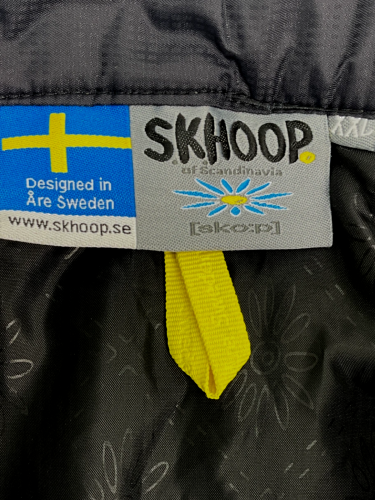 SKHOOP.
of Scandinavia
[sko:p]
XXL
Designed in
Åre Sweden
www.skhoop.se